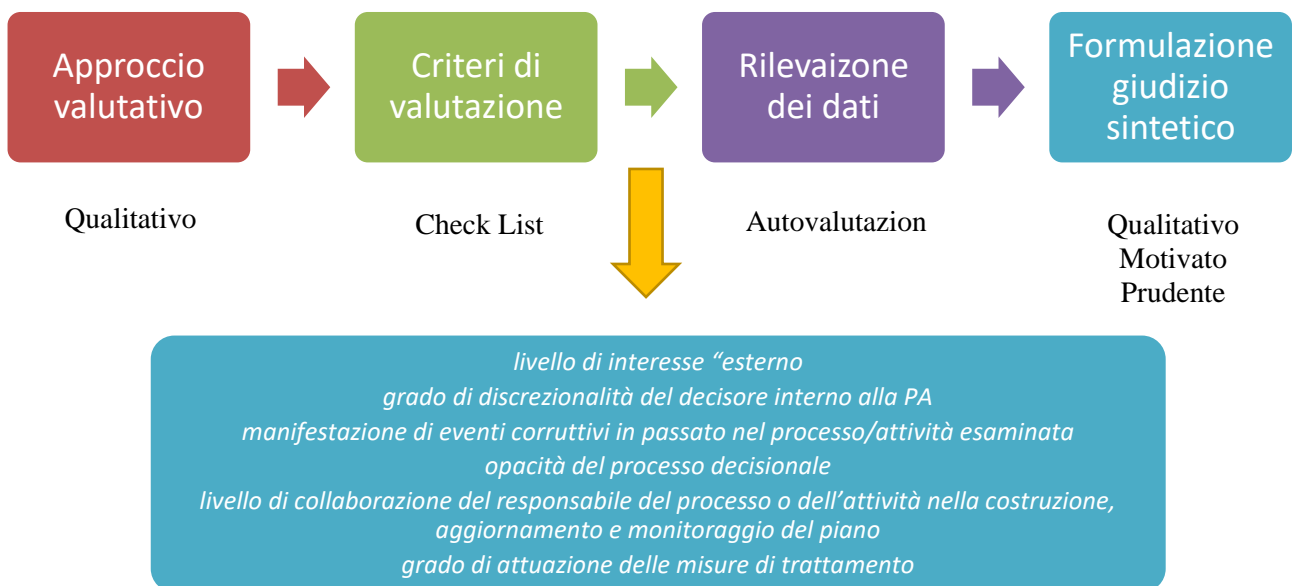 Approccio
valutativo
Criteri di
valutazione
Rilevaizone
dei dati
Formulazione
giudizio
sintetico
Qualitativo
Check List
Autovalutazion
Qualitativo
Motivato
Prudente
livello di interesse “esterno
grado di discrezionalità del decisore interno alla PA
manifestazione di eventi corruttivi in passato nel processo/attività esaminata
opacità del processo decisionale
livello di collaborazione del responsabile del processo o dell’attività nella costruzione,
aggiornamento e monitoraggio del piano
grado di attuazione delle misure di trattamento